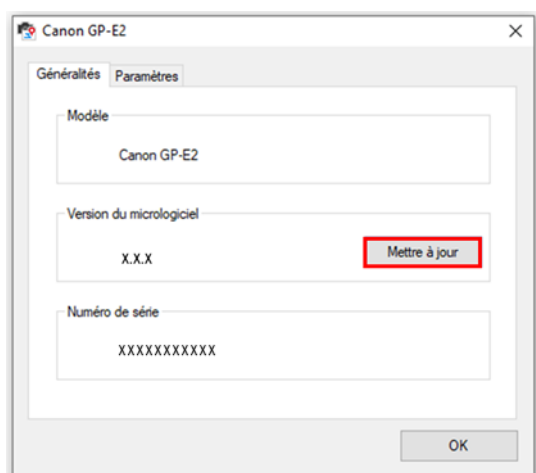 Canon GP-E2
Généralités Paramètres
Modèle
Canon GP-E2
Version du micrologiciel
X.X.X
Mettre à jour
Numéro de série
XXXXXXXXXXX
OK